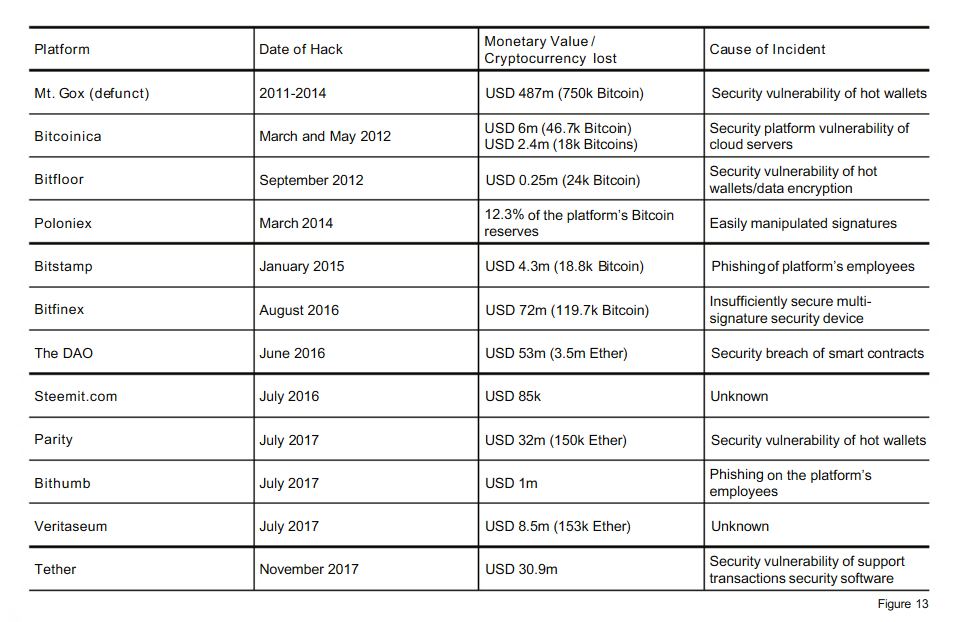 Platform
Date of Hack
Monetary Value /
Cryptocurrency lost
Cause of Incident
Mt. Gox (defunct)
2011-2014
USD 487m (750k Bitcoin)
Security vulnerability of hot wallets
Bitcoinica
March and May 2012
USD 6m (46.7k Bitcoin)
USD 2.4m (18k Bitcoins)
Security platform vulnerability of
cloud servers
Bitfloor
September 2012
USD 0.25m (24k Bitcoin)
Security vulnerability of hot
wallets/data encryption
Poloniex
March 2014
12.3% of the platform's Bitcoin
reserves
Easily manipulated signatures
Bitstamp
January 2015
USD 4.3m (18.8k Bitcoin)
Phishing of platform's employees
Bitfinex
August 2016
USD 72m (119.7k Bitcoin)
Insufficiently secure multi-
signature security device
The DAO
June 2016
USD 53m (3.5m Ether)
Security breach of smart contracts
Steemit.com
July 2016
USD 85k
Unknown
Parity
July 2017
USD 32m (150k Ether)
Security vulnerability of hot wallets
Bithumb
July 2017
USD 1m
Phishing on the platform's
employees
Veritaseum
July 2017
USD 8.5m (153k Ether)
Unknown
Tether
November 2017
USD 30.9m
Security vulnerability of support
transactions security software
Figure 13